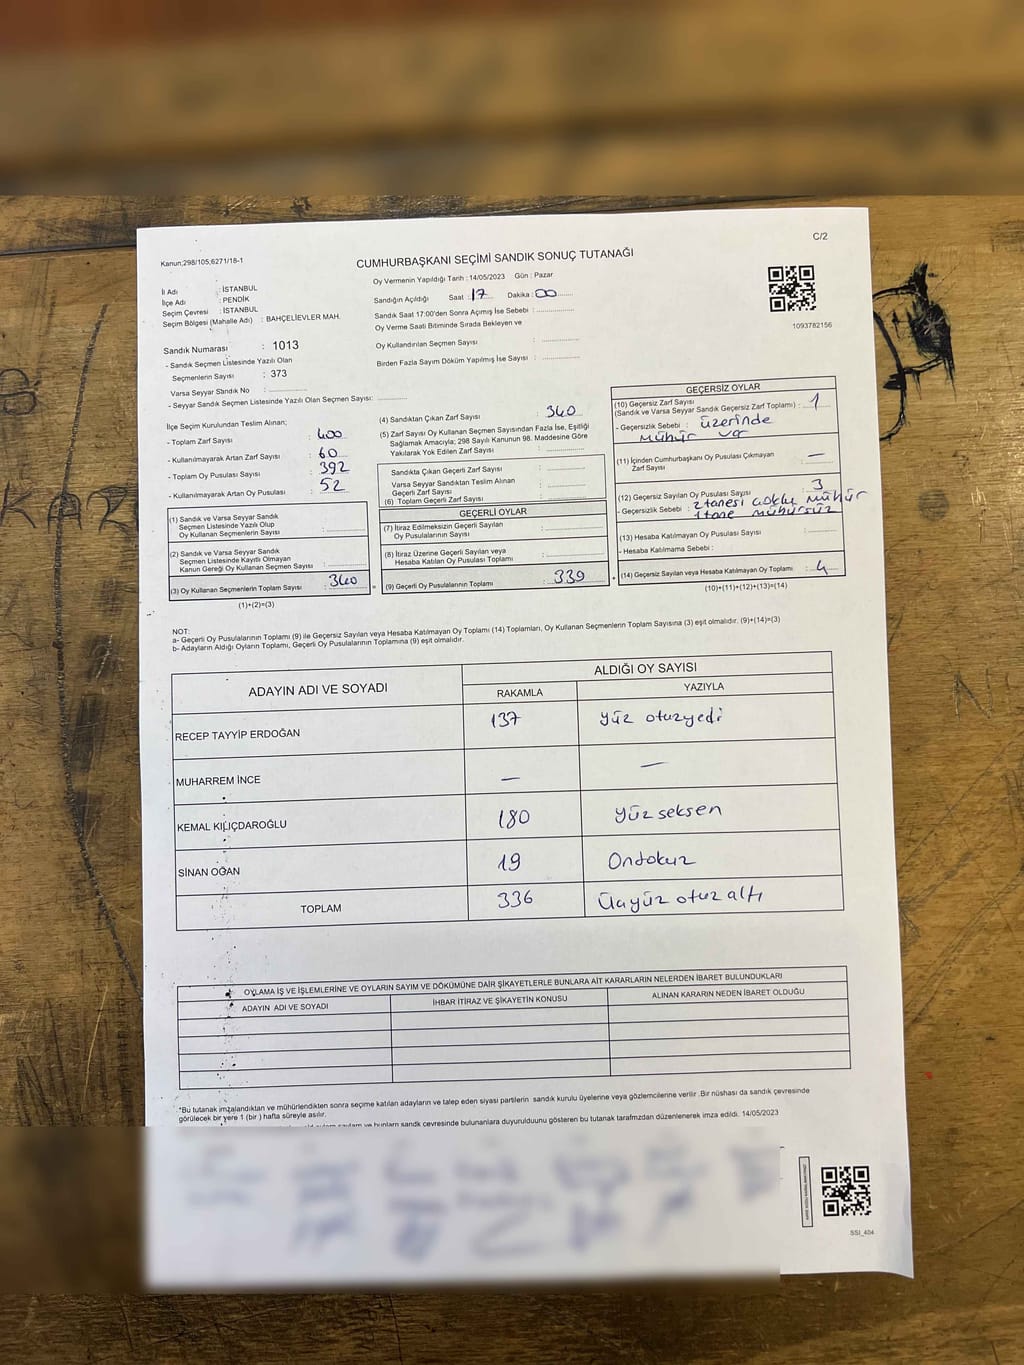 C/2
Kanun;298/105;6271/18-1
CUMHURBAŞKANI SEÇİMİ SANDIK SONUÇ TUTANAĞI
Oy Vermenin Yapıldığı Tarih : 14/05/2023 Gün : Pazar
İl Adı : İSTANBUL
İlçe Adı : PENDİK
Seçim Çevresi : İSTANBUL
Seçim Bölgesi (Mahalle Adı) : BAHÇELİEVLER MAH.
Sandığın Açıldığı Saat : 17 Dakika : 00
Sandık Saat 17:00'den Sonra Açımış İse Sebebi :
Oy Verme Saati Bitiminde Sırada Bekleyen ve
Oy Kullandırılan Seçmen Sayısı :
Birden Fazla Sayım Döküm Yapılmış İse Sayısı :
1093782156
Sandık Numarası : 1013
- Sandık Seçmen Listesinde Yazılı Olan
Seçmenlerin Sayısı : 373
Varsa Seyyar Sandık No :
- Seyyar Sandık Seçmen Listesinde Yazılı Olan Seçmen Sayısı:
İlçe Seçim Kurulundan Teslim Alınan;
- Toplam Zarf Sayısı : 400
- Kullanılmayarak Artan Zarf Sayısı : 60
- Toplam Oy Pusulası Sayısı : 392
- Kullanılmayarak Artan Oy Pusulası : 52
(1) Sandık ve Varsa Seyyar Sandık
Seçmen Listesinde Yazılı Olup
Oy Kullanan Seçmenlerin Sayısı :
(2) Sandık ve Varsa Seyyar Sandık
Seçmen Listesinde Kayıtlı Olmayan
Kanun Gereği Oy Kullanan Seçmen Sayısı :
(3) Oy Kullanan Seçmenlerin Toplam Sayısı : 340
(1)+(2)=(3)
(4) Sandıktan Çıkan Zarf Sayısı : 340
(5) Zarf Sayısı Oy Kullanan Seçmen Sayısından Fazla İse, Eşitliği
Sağlamak Amacıyla; 298 Sayılı Kanunun 98. Maddesine Göre
Yakılarak Yok Edilen Zarf Sayısı :
Sandıkta Çıkan Geçerli Zarf Sayısı :
Varsa Seyyar Sandıktan Teslim Alınan
Geçerli Zarf Sayısı :
(6) Toplam Geçerli Zarf Sayısı :
GEÇERLİ OYLAR
(7) İtiraz Edilmeksizin Geçerli Sayılan
Oy Pusulasının Sayısı :
(8) İtiraz Üzerine Geçerli Sayılan veya
Hesaba Katılan Oy Pusulası Toplamı :
(9) Geçerli Oy Pusulalarının Toplamı : 339
GEÇERSİZ OYLAR
(10) Geçersiz Zarf Sayısı
(Sandık ve Varsa Seyyar Sandık Geçersiz Zarf Toplamı) : 1
- Geçersizlik Sebebi : üzerinde
mühür var
(11) İçinden Cumhurbaşkanı Oy Pusulası Çıkmayan
Zarf Sayısı : —
(12) Geçersiz Sayılan Oy Pusulası Sayısı : 3
- Geçersizlik Sebebi : 2 tanesi çoklu mühür
1 tane mühürsüz
(13) Hesaba Katılmayan Oy Pusulası Sayısı :
- Hesaba Katılmama Sebebi :
(14) Geçersiz Sayılan veya Hesaba Katılmayan Oy Toplamı : 4
(10)+(11)+(12)+(13)=(14)
NOT:
a- Geçerli Oy Pusulalarının Toplamı (9) ile Geçersiz Sayılan veya Hesaba Katılmayan Oy Toplamı (14) Toplamları, Oy Kullanan Seçmenlerin Toplam Sayısına (3) eşit olmalıdır. (9)+(14)=(3)
b- Adayların Aldığı Oyların Toplamı, Geçerli Oy Pusulalarının Toplamına (9) eşit olmalıdır.
ADAYIN ADI VE SOYADI ALDIĞI OY SAYISI
RAKAMLA YAZIYLA
RECEP TAYYİP ERDOĞAN 137 yüz otuzyedi
MUHARREM İNCE — —
KEMAL KILIÇDAROĞLU 180 yüz seksen
SİNAN OĞAN 19 Ondokuz
TOPLAM 336 Üçyüz otuz altı
OYLAMA İŞ VE İŞLEMLERİNE VE OYLARIN SAYIM VE DÖKÜMÜNE DAİR ŞİKAYETLERLE BUNLARA AİT KARARLARIN NELERDEN İBARET BULUNDUKLARI
ADAYIN ADI VE SOYADI İHBAR İTİRAZ VE ŞİKAYETİN KONUSU ALINAN KARARIN NEDEN İBARET OLDUĞU
*Bu tutanak imzalandıktan ve mühürlendikten sonra seçime katılan adayların ve talep eden siyasi partilerin sandık kurulu üyelerine veya gözlemcilerine verilir .Bir nüshası da sandık çevresinde
görülecek bir yere 1 (bir ) hafta süreyle asılır.
ve bunların sandık çevresinde bulunanlara duyurulduunu gösteren bu tutanak tarafımızdan düzenlenerek imza edildi. 14/05/2023
SSI_404